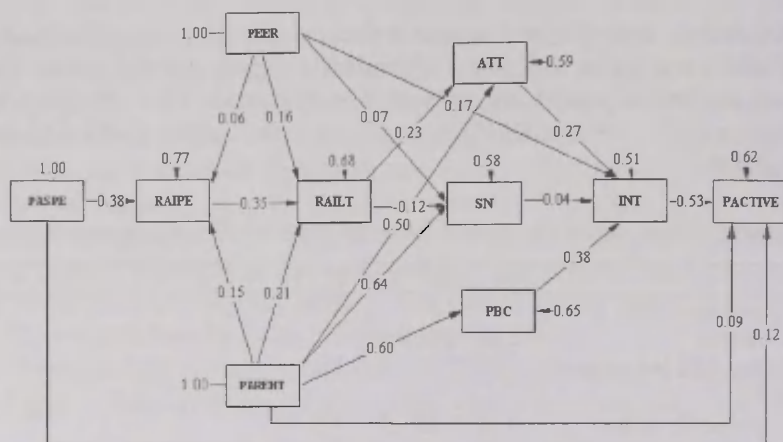 1.00 PEER
ATT 0.59
0.06 0.16 0.07 0.17
0.23 0.27
1.00 0.77 0.68 0.58 0.51 0.62
PASPE 0.38 RAIPE 0.35 RAILT 0.12 SN 0.04 INT 0.53 PACTIVE
0.50
0.15 0.21 0.64 0.38
PBC 0.65
0.60 0.09 0.12
1.00 PARENT